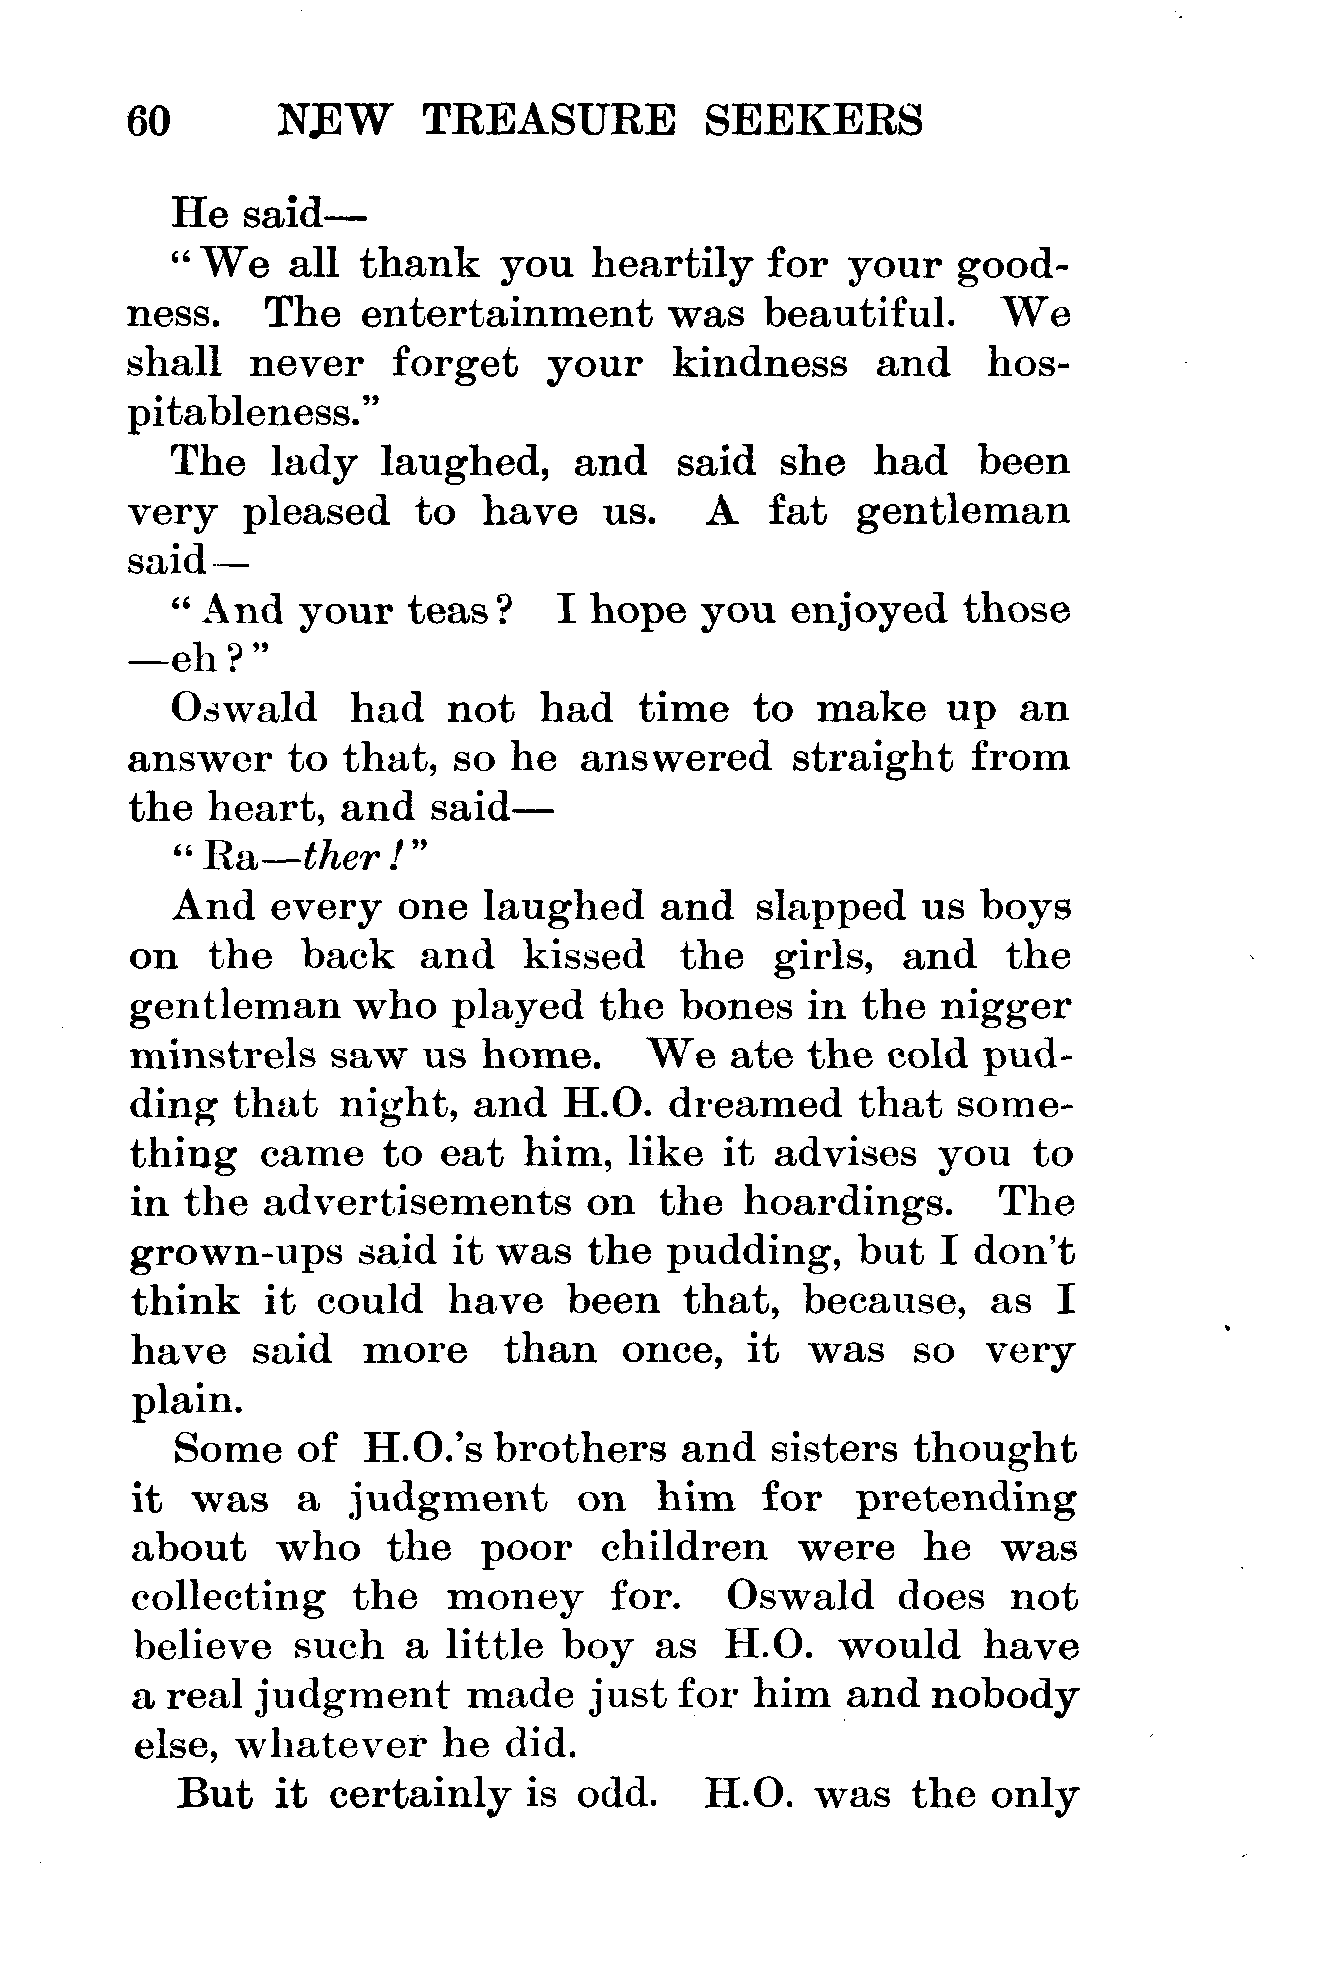 60 NEW TREASURE SEEKERS
He said—
“We all thank you heartily for your good-
ness. The entertainment was beautiful. We
shall never forget your kindness and hos-
pitableness.”
The lady laughed, and said she had been
very pleased to have us. A fat gentleman
said—
“And your teas? I hope you enjoyed those
—eh?”
Oswald had not had time to make up an
answer to that, so he answered straight from
the heart, and said—
“Ra—ther!”
And every one laughed and slapped us boys
on the back and kissed the girls, and the
gentleman who played the bones in the nigger
minstrels saw us home. We ate the cold pud-
ding that night, and H.O. dreamed that some-
thing came to eat him, like it advises you to
in the advertisements on the hoardings. The
grown-ups said it was the pudding, but I don't
think it could have been that, because, as I
have said more than once, it was so very
plain.
Some of H.O.'s brothers and sisters thought
it was a judgment on him for pretending
about who the poor children were he was
collecting the money for. Oswald does not
believe such a little boy as H.O. would have
a real judgment made just for him and nobody
else, whatever he did.
But it certainly is odd. H.O. was the only